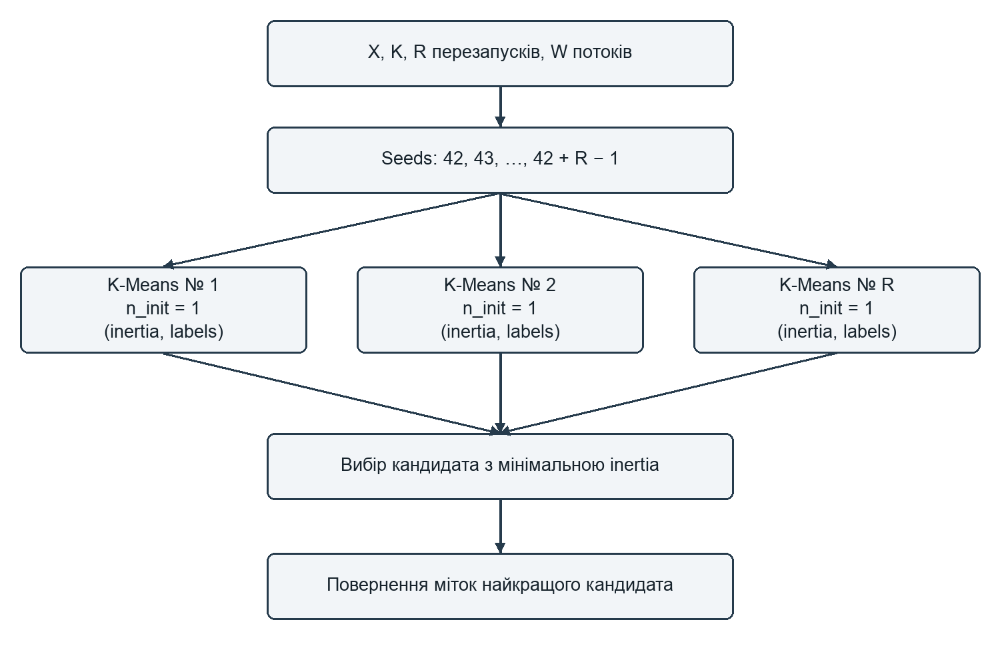 X, K, R перезапусків, W потоків
Seeds: 42, 43, …, 42 + R − 1
K-Means № 1
n_init = 1
(inertia, labels)
K-Means № 2
n_init = 1
(inertia, labels)
K-Means № R
n_init = 1
(inertia, labels)
Вибір кандидата з мінімальною inertia
Повернення міток найкращого кандидата